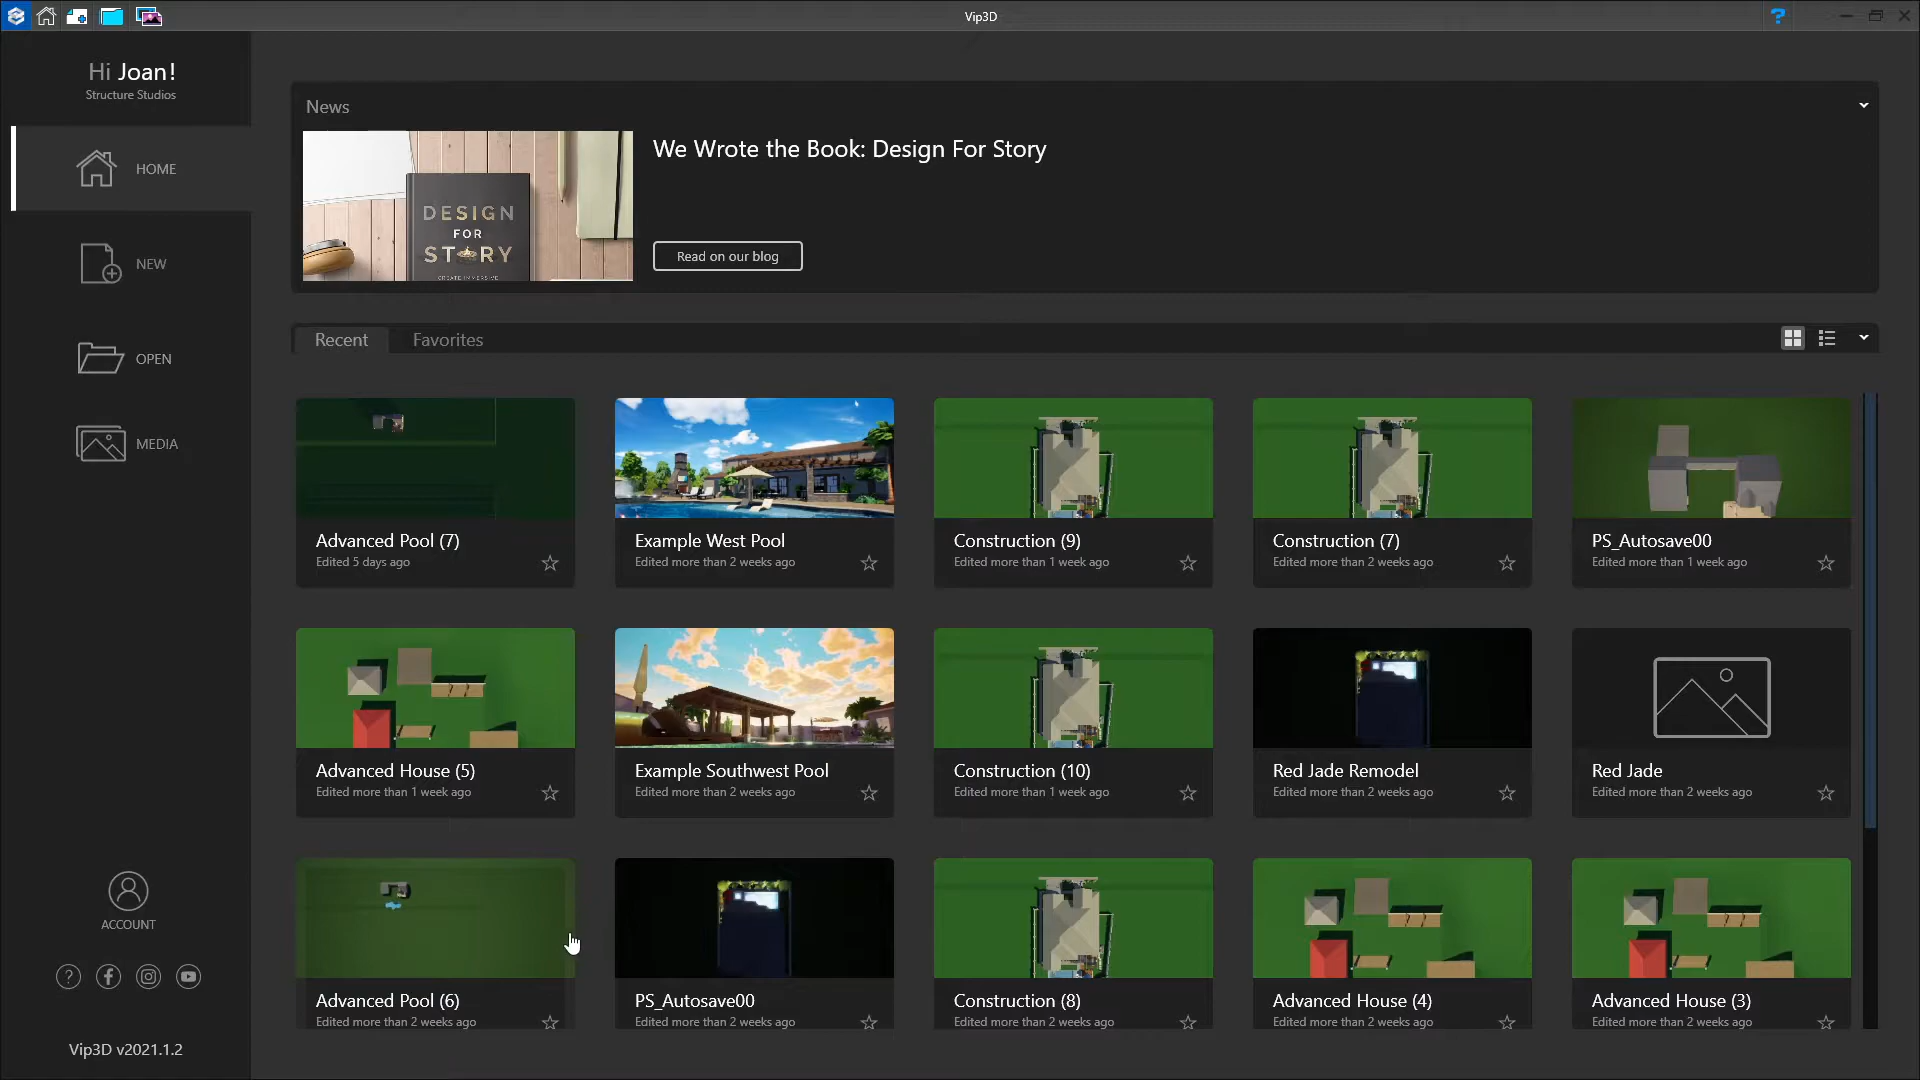 Vip3D
?
Hi Joan!
Structure Studios
HOME
NEW
OPEN
MEDIA
ACCOUNT
?
Vip3D v2021.1.2
News
DESIGN
FOR
STORY
CREATE IMMERSIVE
We Wrote the Book: Design For Story
Read on our blog
Recent
Favorites
Advanced Pool (7)
Edited 5 days ago
Example West Pool
Edited more than 2 weeks ago
Construction (9)
Edited more than 1 week ago
Construction (7)
Edited more than 2 weeks ago
PS_Autosave00
Edited more than 1 week ago
Advanced House (5)
Edited more than 1 week ago
Example Southwest Pool
Edited more than 2 weeks ago
Construction (10)
Edited more than 1 week ago
Red Jade Remodel
Edited more than 2 weeks ago
Red Jade
Edited more than 2 weeks ago
Advanced Pool (6)
Edited more than 2 weeks ago
PS_Autosave00
Edited more than 2 weeks ago
Construction (8)
Edited more than 2 weeks ago
Advanced House (4)
Edited more than 2 weeks ago
Advanced House (3)
Edited more than 2 weeks ago